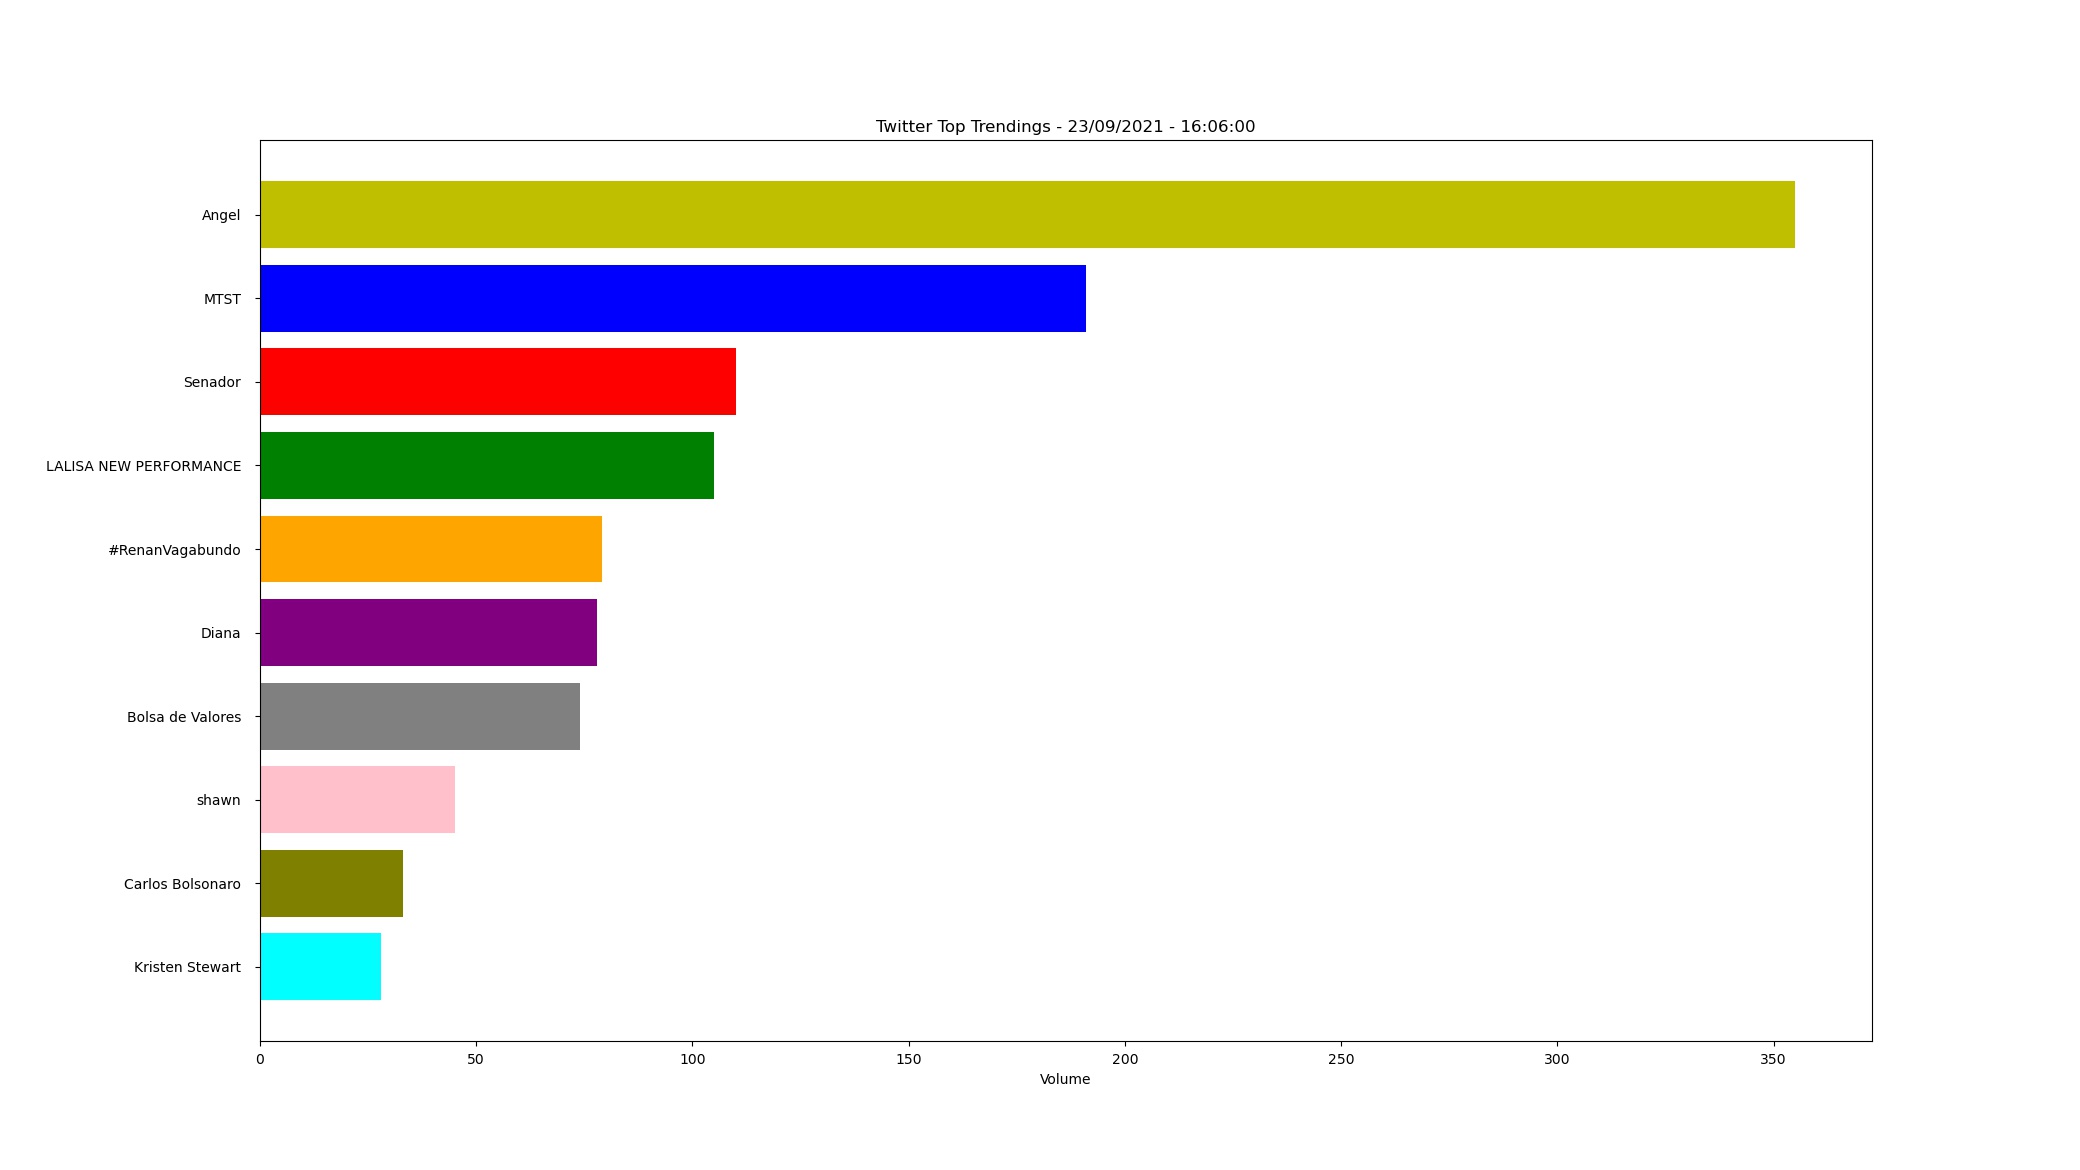 Twitter Top Trendings - 23/09/2021 - 16:06:00
Angel
MTST
Senador
LALISA NEW PERFORMANCE
#RenanVagabundo
Diana
Bolsa de Valores
shawn
Carlos Bolsonaro
Kristen Stewart
0 50 100 150 200 250 300 350
Volume